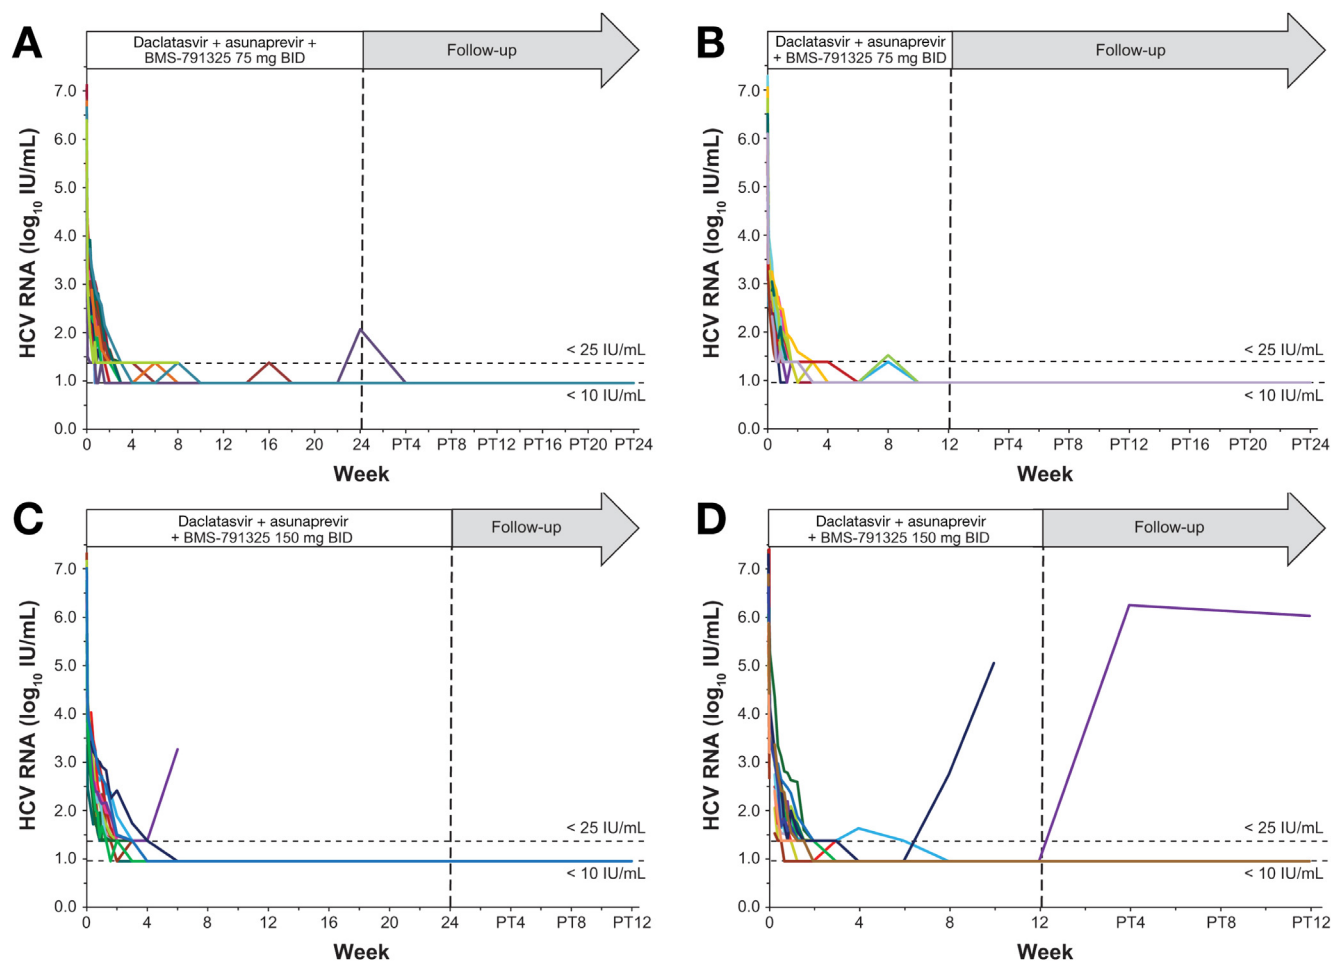 A
Daclatasvir + asunaprevir +
BMS-791325 75 mg BID
Follow-up
HCV RNA (log10 IU/mL)
7.0
6.0
5.0
4.0
3.0
2.0
1.0
0.0
< 25 IU/mL
< 10 IU/mL
0 4 8 12 16 20 24 PT4 PT8 PT12 PT16 PT20 PT24
Week
B
Daclatasvir + asunaprevir
+ BMS-791325 75 mg BID
Follow-up
HCV RNA (log10 IU/mL)
7.0
6.0
5.0
4.0
3.0
2.0
1.0
0.0
< 25 IU/mL
< 10 IU/mL
0 4 8 12 PT4 PT8 PT12 PT16 PT20 PT24
Week
C
Daclatasvir + asunaprevir
+ BMS-791325 150 mg BID
Follow-up
HCV RNA (log10 IU/mL)
7.0
6.0
5.0
4.0
3.0
2.0
1.0
0.0
< 25 IU/mL
< 10 IU/mL
0 4 8 12 16 20 24 PT4 PT8 PT12
Week
D
Daclatasvir + asunaprevir
+ BMS-791325 150 mg BID
Follow-up
HCV RNA (log10 IU/mL)
7.0
6.0
5.0
4.0
3.0
2.0
1.0
0.0
< 25 IU/mL
< 10 IU/mL
0 4 8 12 PT4 PT8 PT12
Week